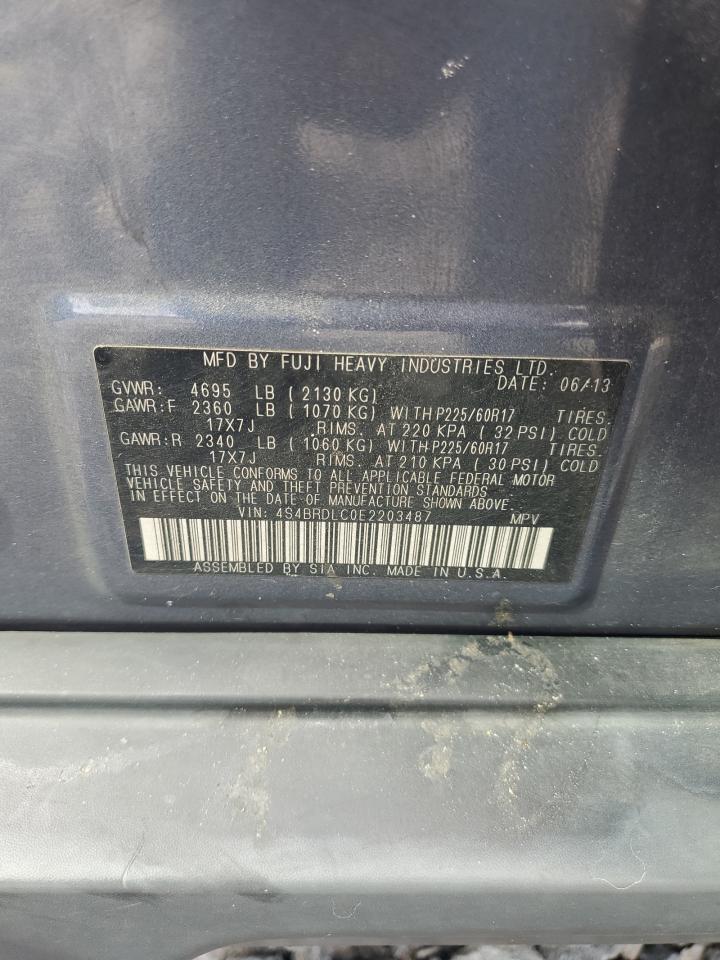 MFD BY FUJI HEAVY INDUSTRIES LTD.
DATE: 06/13
GVWR: 4695 LB ( 2130 KG)
GAWR:F 2360 LB ( 1070 KG) WITH P225/60R17 TIRES.
17X7J RIMS. AT 220 KPA ( 32 PSI) COLD
GAWR:R 2340 LB ( 1060 KG) WITH P225/60R17 TIRES.
17X7J RIMS. AT 210 KPA ( 30 PSI) COLD
THIS VEHICLE CONFORMS TO ALL APPLICABLE FEDERAL MOTOR
VEHICLE SAFETY AND THEFT PREVENTION STANDARDS
IN EFFECT ON THE DATE OF MANUFACTURE SHOWN ABOVE.
VIN: 4S4BRDLC0E2203487 MPV
ASSEMBLED BY SIA INC. MADE IN U.S.A.